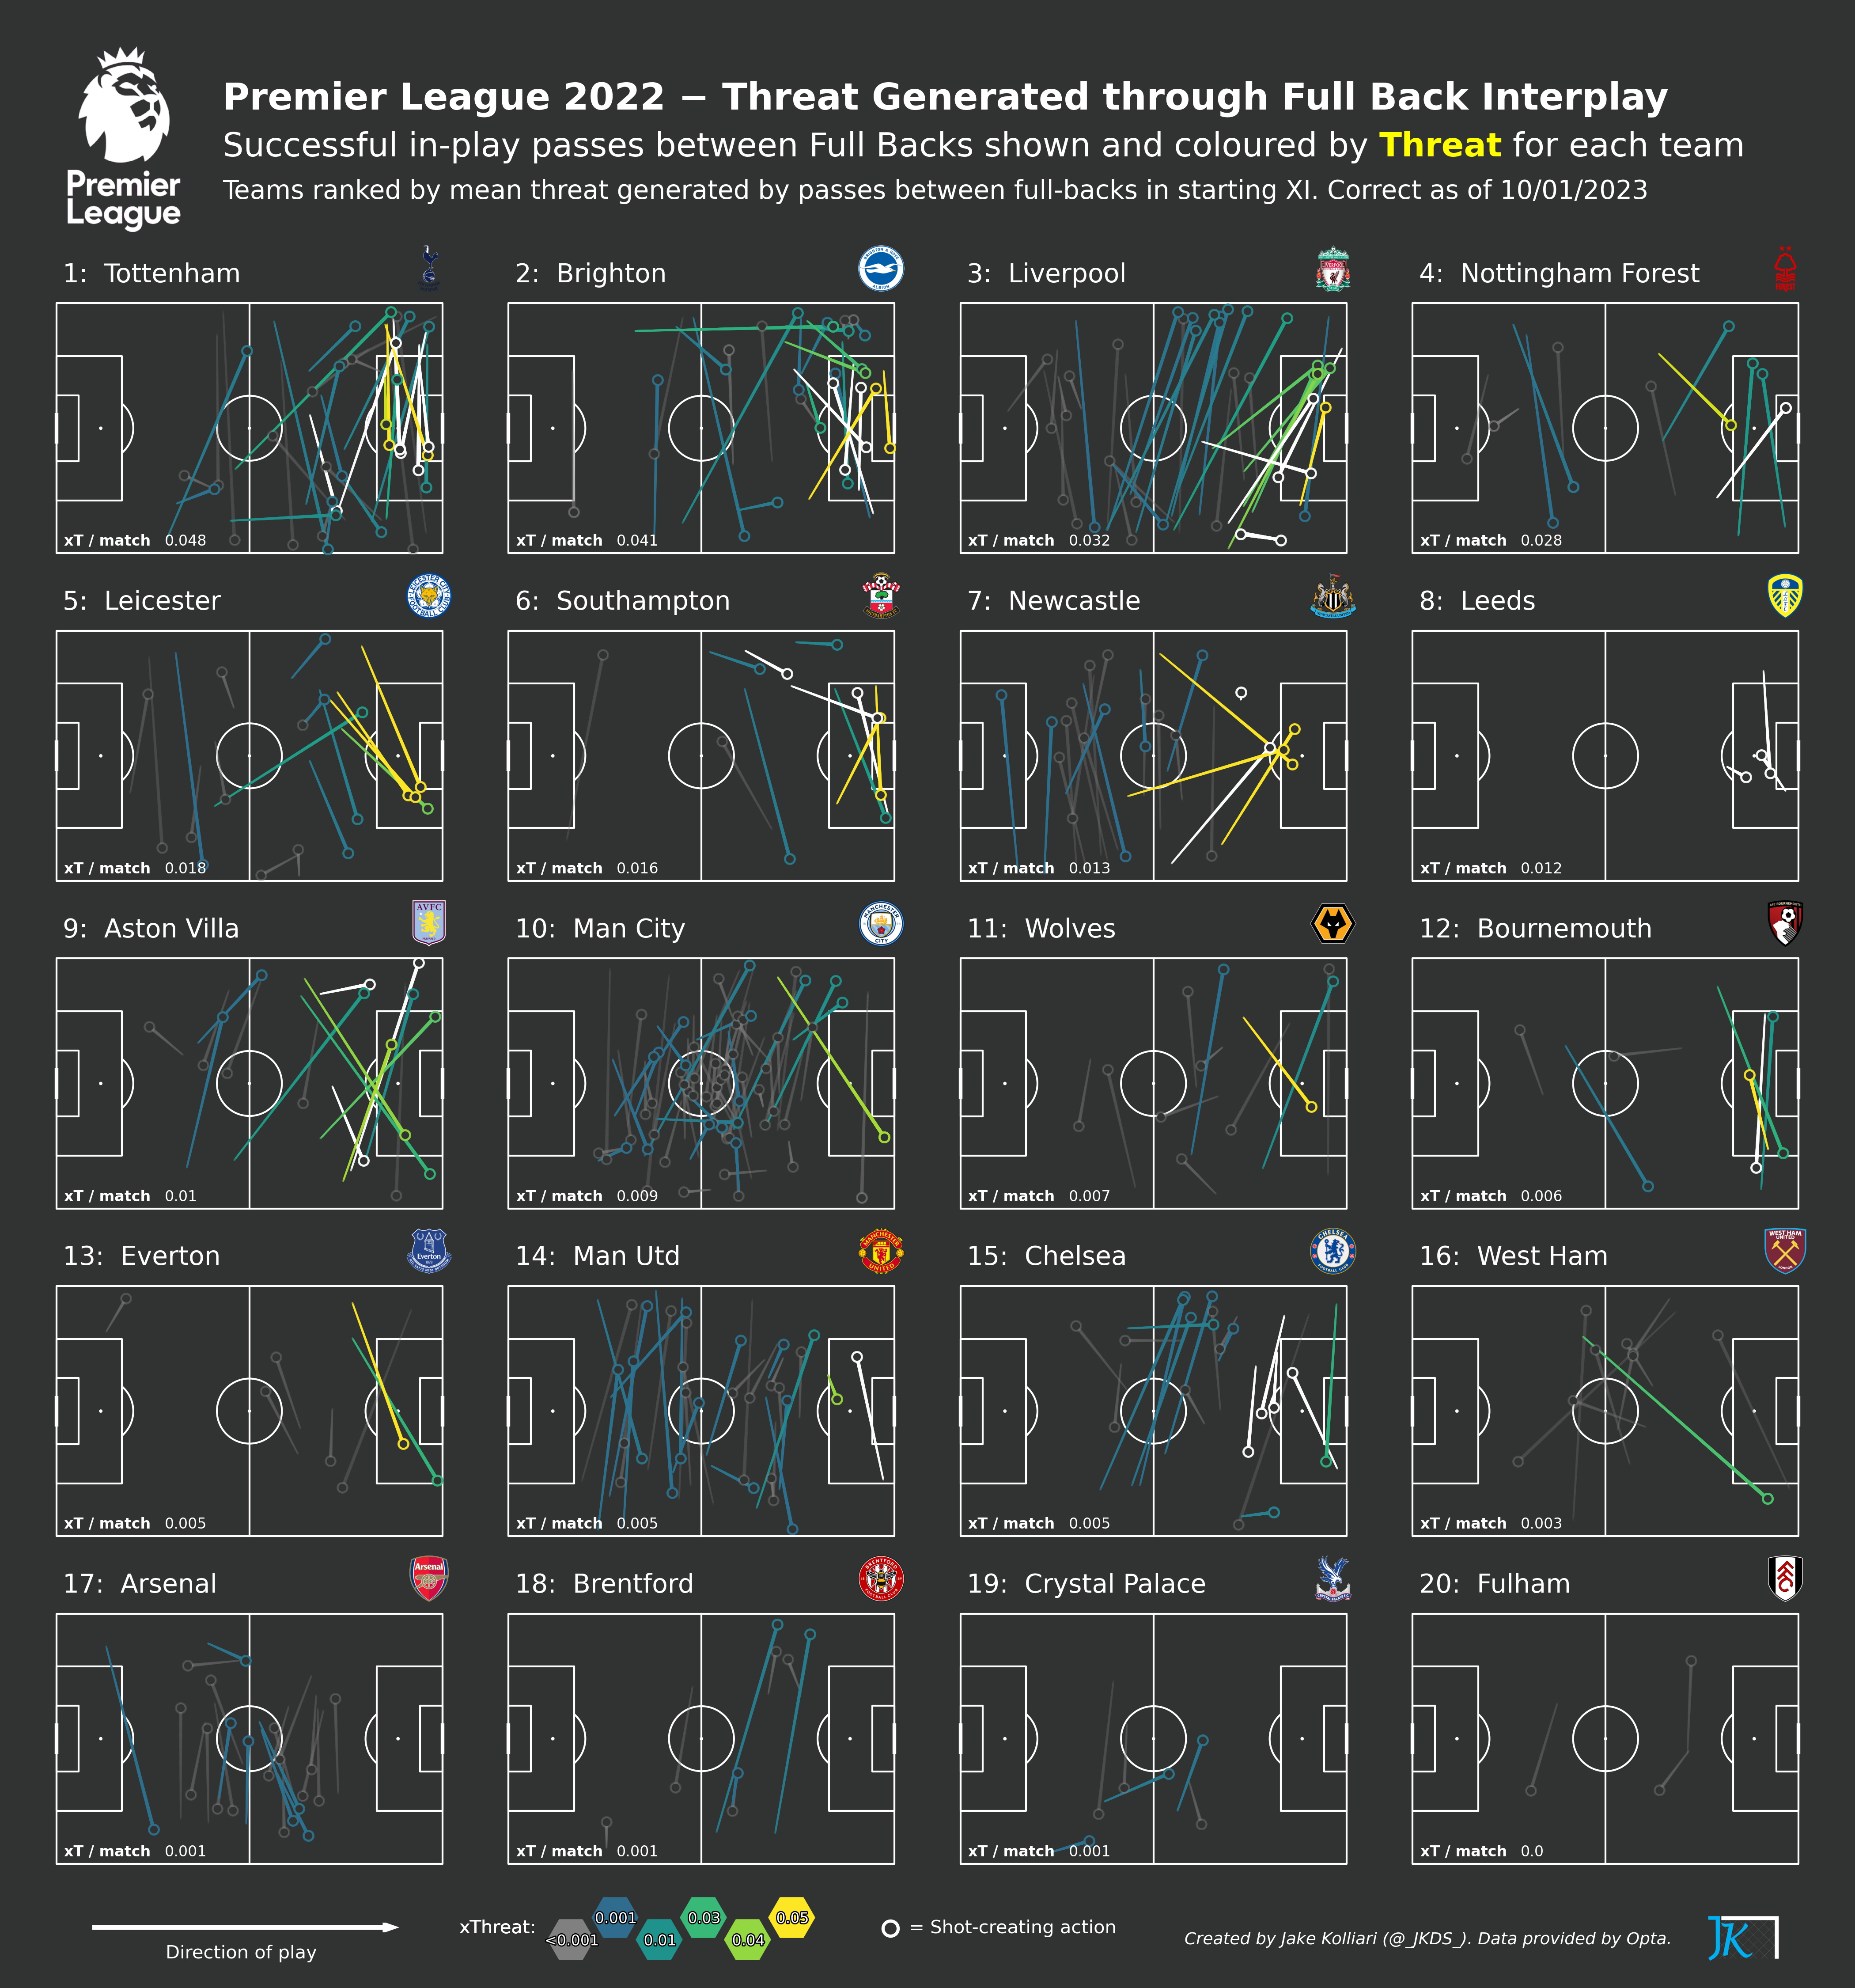 Premier League 2022 − Threat Generated through Full Back Interplay
Successful in-play passes between Full Backs shown and coloured by Threat for each team
Teams ranked by mean threat generated by passes between full-backs in starting XI. Correct as of 10/01/2023
Premier
League
1: Tottenham
2: Brighton
3: Liverpool
4: Nottingham Forest
xT / match 0.048
xT / match 0.041
xT / match 0.032
xT / match 0.028
5: Leicester
6: Southampton
7: Newcastle
8: Leeds
xT / match 0.018
xT / match 0.016
xT / match 0.013
xT / match 0.012
9: Aston Villa
10: Man City
11: Wolves
12: Bournemouth
xT / match 0.01
xT / match 0.009
xT / match 0.007
xT / match 0.006
13: Everton
14: Man Utd
15: Chelsea
16: West Ham
xT / match 0.005
xT / match 0.005
xT / match 0.005
xT / match 0.003
17: Arsenal
18: Brentford
19: Crystal Palace
20: Fulham
xT / match 0.001
xT / match 0.001
xT / match 0.001
xT / match 0.0
Direction of play
xThreat:
<0.001 0.001 0.01 0.03 0.04 0.05
= Shot-creating action
Created by Jake Kolliari (@_JKDS_). Data provided by Opta.
JK